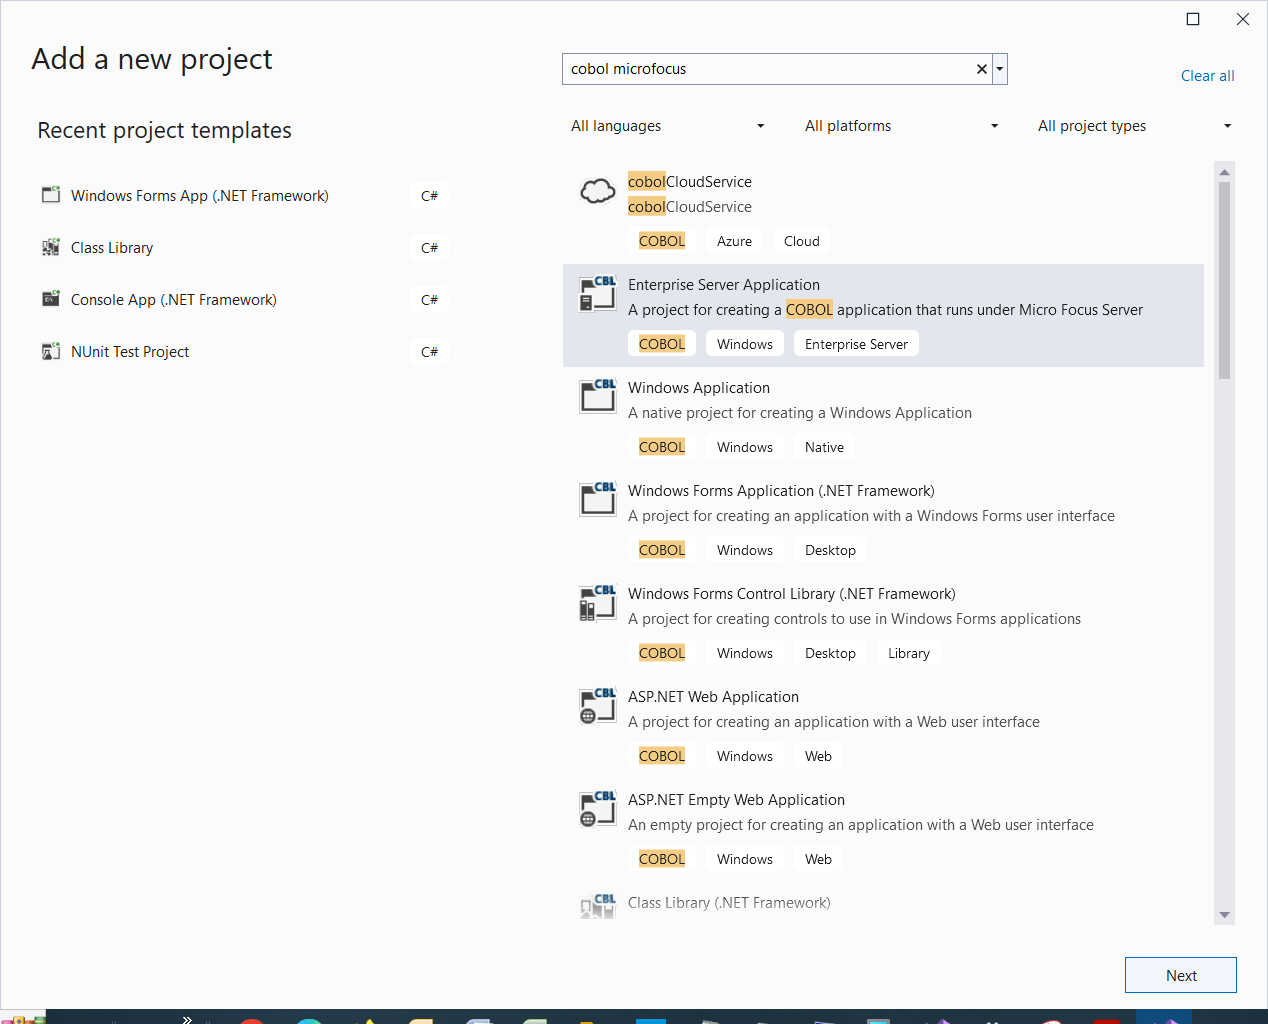 Add a new project
cobol microfocus
Clear all
All languages
All platforms
All project types
Recent project templates
Windows Forms App (.NET Framework)
C#
Class Library
C#
Console App (.NET Framework)
C#
NUnit Test Project
C#
cobolCloudService
cobolCloudService
COBOL Azure Cloud
CBL
Enterprise Server Application
A project for creating a COBOL application that runs under Micro Focus Server
COBOL Windows Enterprise Server
CBL
Windows Application
A native project for creating a Windows Application
COBOL Windows Native
CBL
Windows Forms Application (.NET Framework)
A project for creating an application with a Windows Forms user interface
COBOL Windows Desktop
CBL
Windows Forms Control Library (.NET Framework)
A project for creating controls to use in Windows Forms applications
COBOL Windows Desktop Library
CBL
ASP.NET Web Application
A project for creating an application with a Web user interface
COBOL Windows Web
CBL
ASP.NET Empty Web Application
An empty project for creating an application with a Web user interface
COBOL Windows Web
CBL
Class Library (.NET Framework)
Next